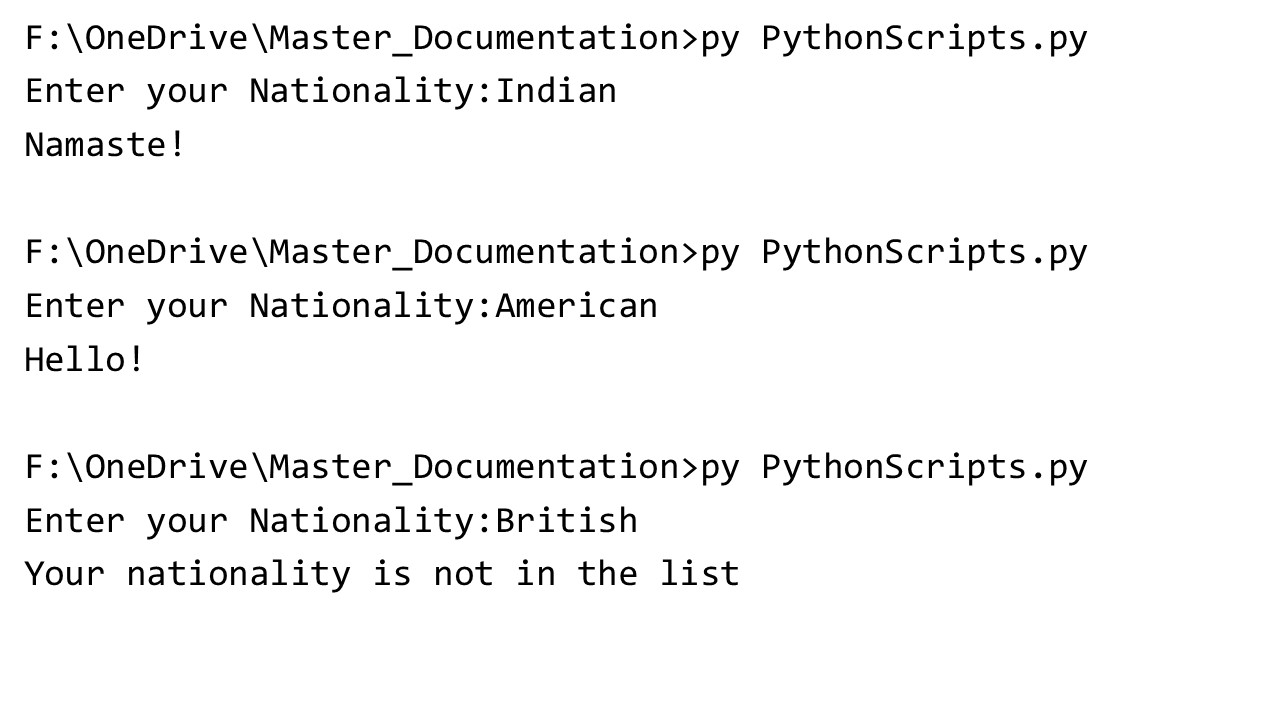 F:\OneDrive\Master_Documentation>py PythonScripts.py
Enter your Nationality:Indian
Namaste!
F:\OneDrive\Master_Documentation>py PythonScripts.py
Enter your Nationality:American
Hello!
F:\OneDrive\Master_Documentation>py PythonScripts.py
Enter your Nationality:British
Your nationality is not in the list